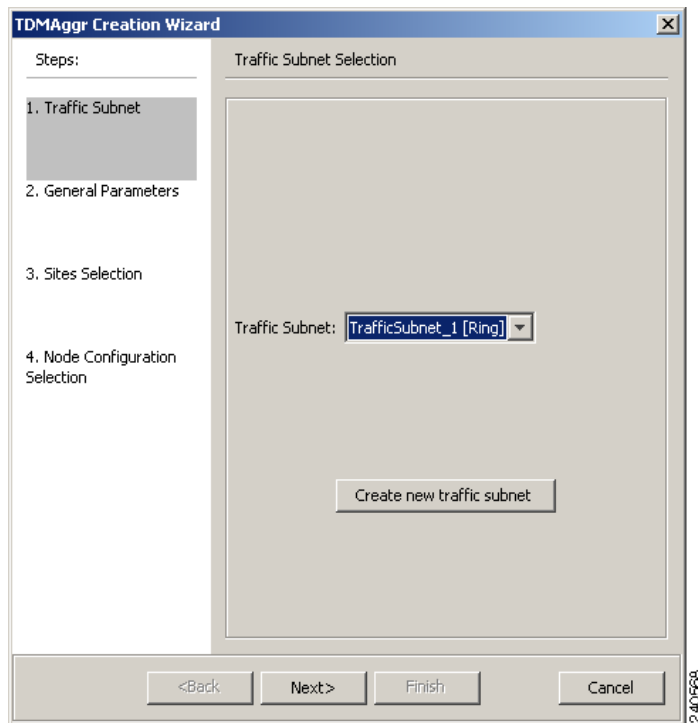 TDMAggr Creation Wizard
Steps:
Traffic Subnet Selection
1. Traffic Subnet
2. General Parameters
3. Sites Selection
4. Node Configuration
Selection
Traffic Subnet: TrafficSubnet_1 [Ring]
Create new traffic subnet
<Back Next> Finish Cancel
240568